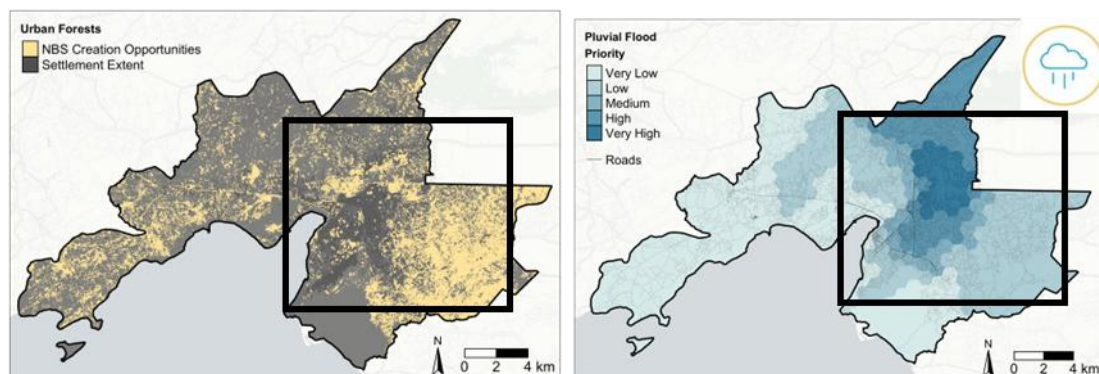 Urban Forests
NBS Creation Opportunities
Settlement Extent
N
0 2 4 km
Pluvial Flood
Priority
Very Low
Low
Medium
High
Very High
Roads
N
0 2 4 km